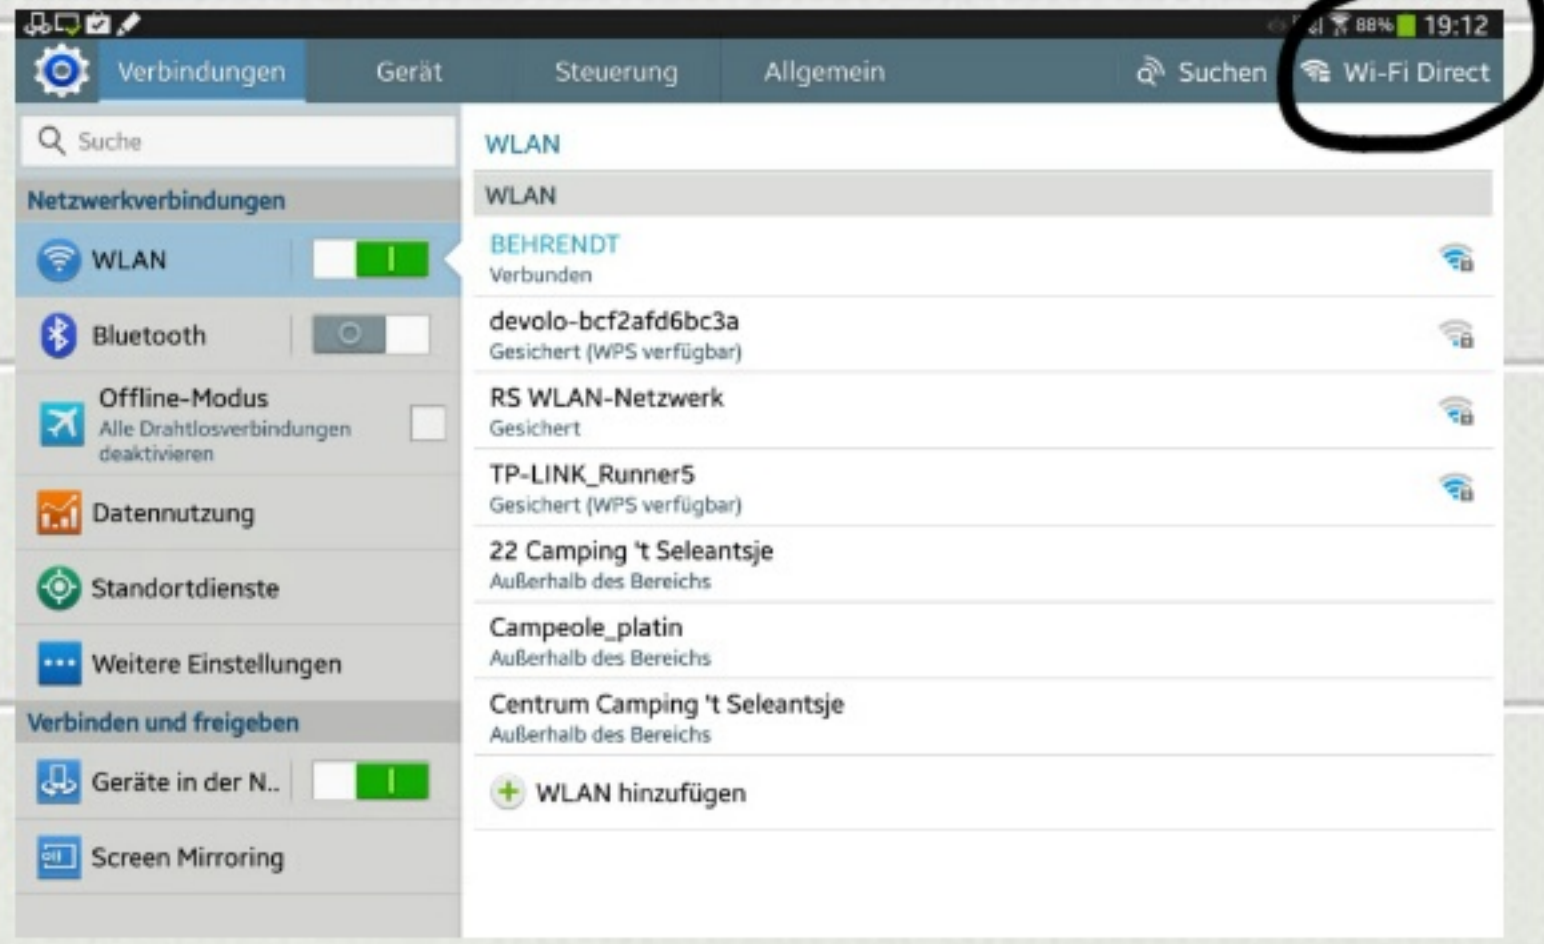 88% 19:12
Verbindungen Gerät Steuerung Allgemein Suchen Wi-Fi Direct
Suche
Netzwerkverbindungen
WLAN
Bluetooth
Offline-Modus
Alle Drahtlosverbindungen
deaktivieren
Datennutzung
Standortdienste
Weitere Einstellungen
Verbinden und freigeben
Geräte in der N..
Screen Mirroring
WLAN
WLAN
BEHRENDT
Verbunden
devolo-bcf2afd6bc3a
Gesichert (WPS verfügbar)
RS WLAN-Netzwerk
Gesichert
TP-LINK_Runner5
Gesichert (WPS verfügbar)
22 Camping 't Seleantsje
Außerhalb des Bereichs
Campeole_platin
Außerhalb des Bereichs
Centrum Camping 't Seleantsje
Außerhalb des Bereichs
WLAN hinzufügen